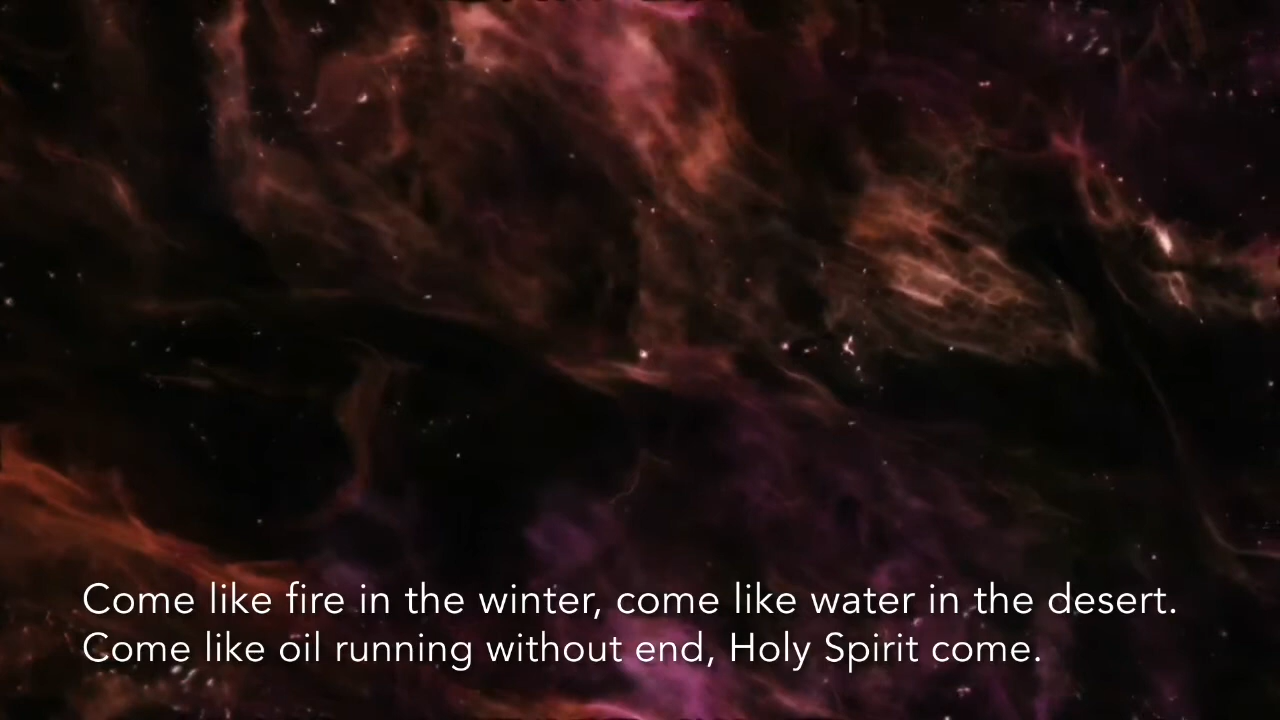 Come like fire in the winter, come like water in the desert.
Come like oil running without end, Holy Spirit come.